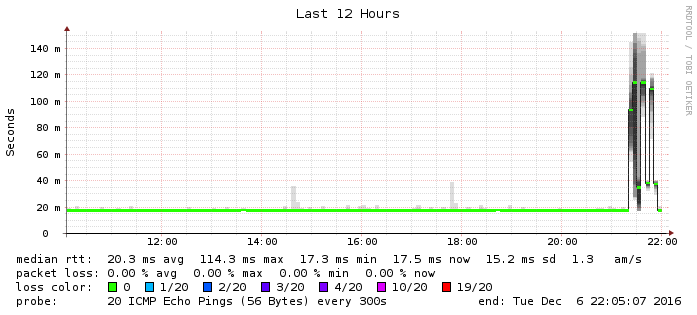 Last 12 Hours
RRDTOOL / TOBI OETIKER
Seconds
140 m
120 m
100 m
80 m
60 m
40 m
20 m
0
12:00 14:00 16:00 18:00 20:00 22:00
median rtt: 20.3 ms avg 114.3 ms max 17.3 ms min 17.5 ms now 15.2 ms sd 1.3 am/s
packet loss: 0.00 % avg 0.00 % max 0.00 % min 0.00 % now
loss color: 0 1/20 2/20 3/20 4/20 10/20 19/20
probe: 20 ICMP Echo Pings (56 Bytes) every 300s end: Tue Dec 6 22:05:07 2016